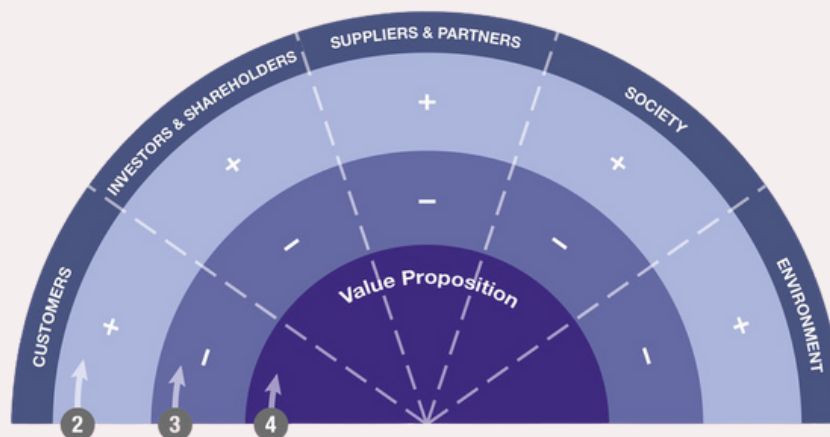 SUPPLIERS & PARTNERS
INVESTORS & SHAREHOLDERS
SOCIETY
CUSTOMERS
ENVIRONMENT
+
+
+
+
+
−
−
−
−
−
Value Proposition
2
3
4